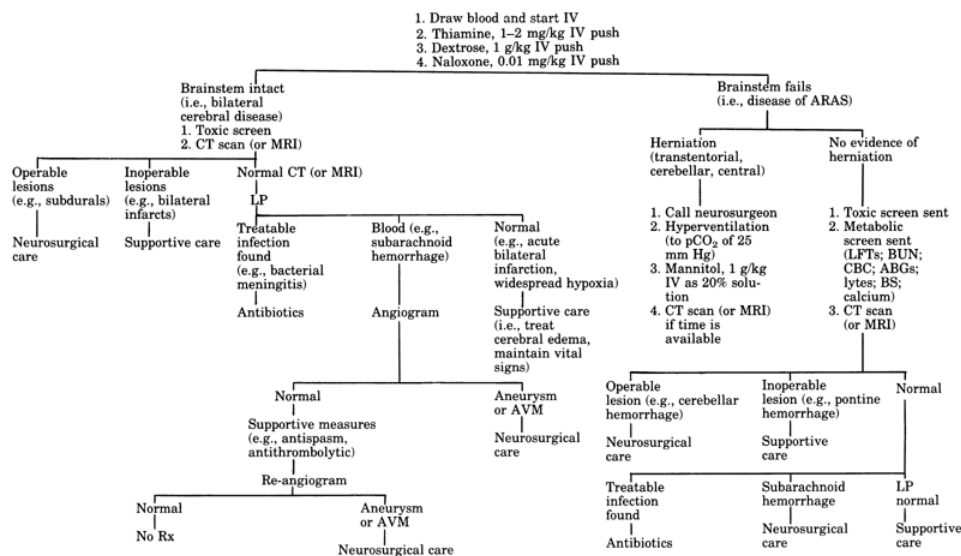 1. Draw blood and start IV
2. Thiamine, 1–2 mg/kg IV push
3. Dextrose, 1 g/kg IV push
4. Naloxone, 0.01 mg/kg IV push
Brainstem intact
(i.e., bilateral
cerebral disease)
1. Toxic screen
2. CT scan (or MRI)
Brainstem fails
(i.e., disease of ARAS)
Operable
lesions
(e.g., subdurals)
Neurosurgical
care
Inoperable
lesions
(e.g., bilateral
infarcts)
Supportive care
Normal CT (or MRI)
LP
Treatable
infection
found
(e.g., bacterial
meningitis)
Antibiotics
Blood (e.g.,
subarachnoid
hemorrhage)
Angiogram
Normal
(e.g., acute
bilateral
infarction,
widespread hypoxia)
Supportive care
(i.e., treat
cerebral edema,
maintain vital
signs)
Normal
Supportive measures
(e.g., antispasm,
antithrombolytic)
Re-angiogram
Aneurysm
or AVM
Neurosurgical
care
Normal
No Rx
Aneurysm
or AVM
Neurosurgical care
Herniation
(transtentorial,
cerebellar, central)
1. Call neurosurgeon
2. Hyperventilation
(to pCO2 of 25
mm Hg)
3. Mannitol, 1 g/kg
IV as 20% solu-
tion
4. CT scan (or MRI)
if time is
available
No evidence of
herniation
1. Toxic screen sent
2. Metabolic
screen sent
(LFTs; BUN;
CBC; ABGs;
lytes; BS;
calcium)
3. CT scan
(or MRI)
Operable
lesion (e.g., cerebellar
hemorrhage)
Neurosurgical
care
Inoperable
lesion (e.g., pontine
hemorrhage)
Supportive
care
Normal
Treatable
infection
found
Antibiotics
Subarachnoid
hemorrhage
Neurosurgical
care
LP
normal
Supportive
care